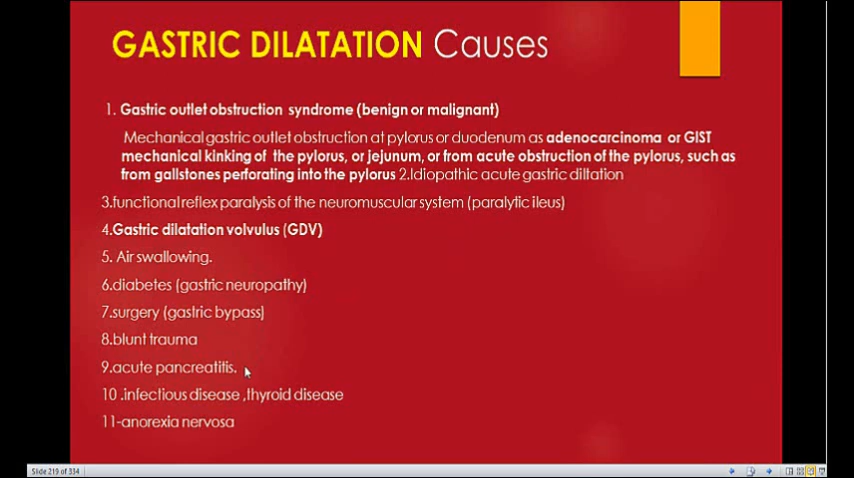 GASTRIC DILATATION Causes
1. Gastric outlet obstruction syndrome (benign or malignant)
Mechanical gastric outlet obstruction at pylorus or duodenum as adenocarcinoma or GIST
mechanical kinking of the pylorus, or jejunum, or from acute obstruction of the pylorus, such as
from gallstones perforating into the pylorus 2.Idiopathic acute gastric diltation
3.functional reflex paralysis of the neuromuscular system (paralytic ileus)
4.Gastric dilatation volvulus (GDV)
5. Air swallowing.
6.diabetes (gastric neuropathy)
7.surgery (gastric bypass)
8.blunt trauma
9.acute pancreatitis.
10 .infectious disease ,thyroid disease
11-anorexia nervosa
Slide 219 of 334